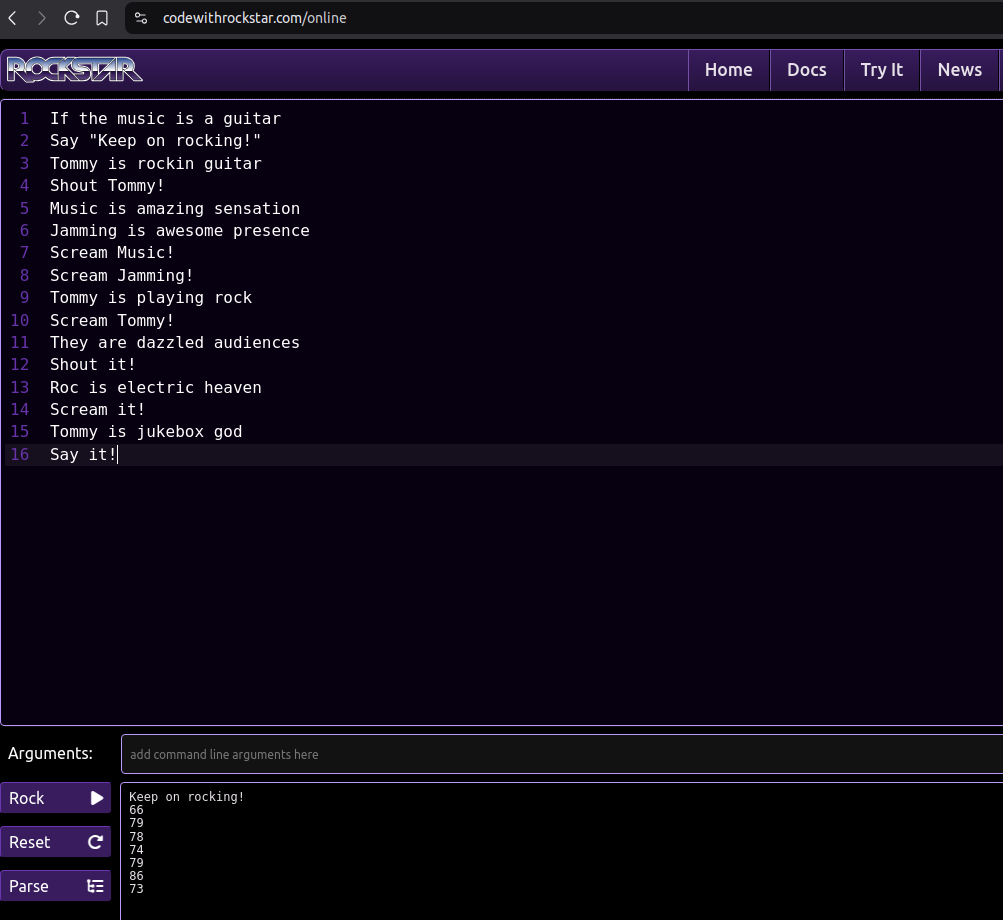 codewithrockstar.com/online
ROCKSTAR
Home
Docs
Try It
News
1 If the music is a guitar
2 Say "Keep on rocking!"
3 Tommy is rockin guitar
4 Shout Tommy!
5 Music is amazing sensation
6 Jamming is awesome presence
7 Scream Music!
8 Scream Jamming!
9 Tommy is playing rock
10 Scream Tommy!
11 They are dazzled audiences
12 Shout it!
13 Roc is electric heaven
14 Scream it!
15 Tommy is jukebox god
16 Say it!
Arguments:
add command line arguments here
Rock
Reset
Parse
Keep on rocking!
66
79
78
74
79
86
73